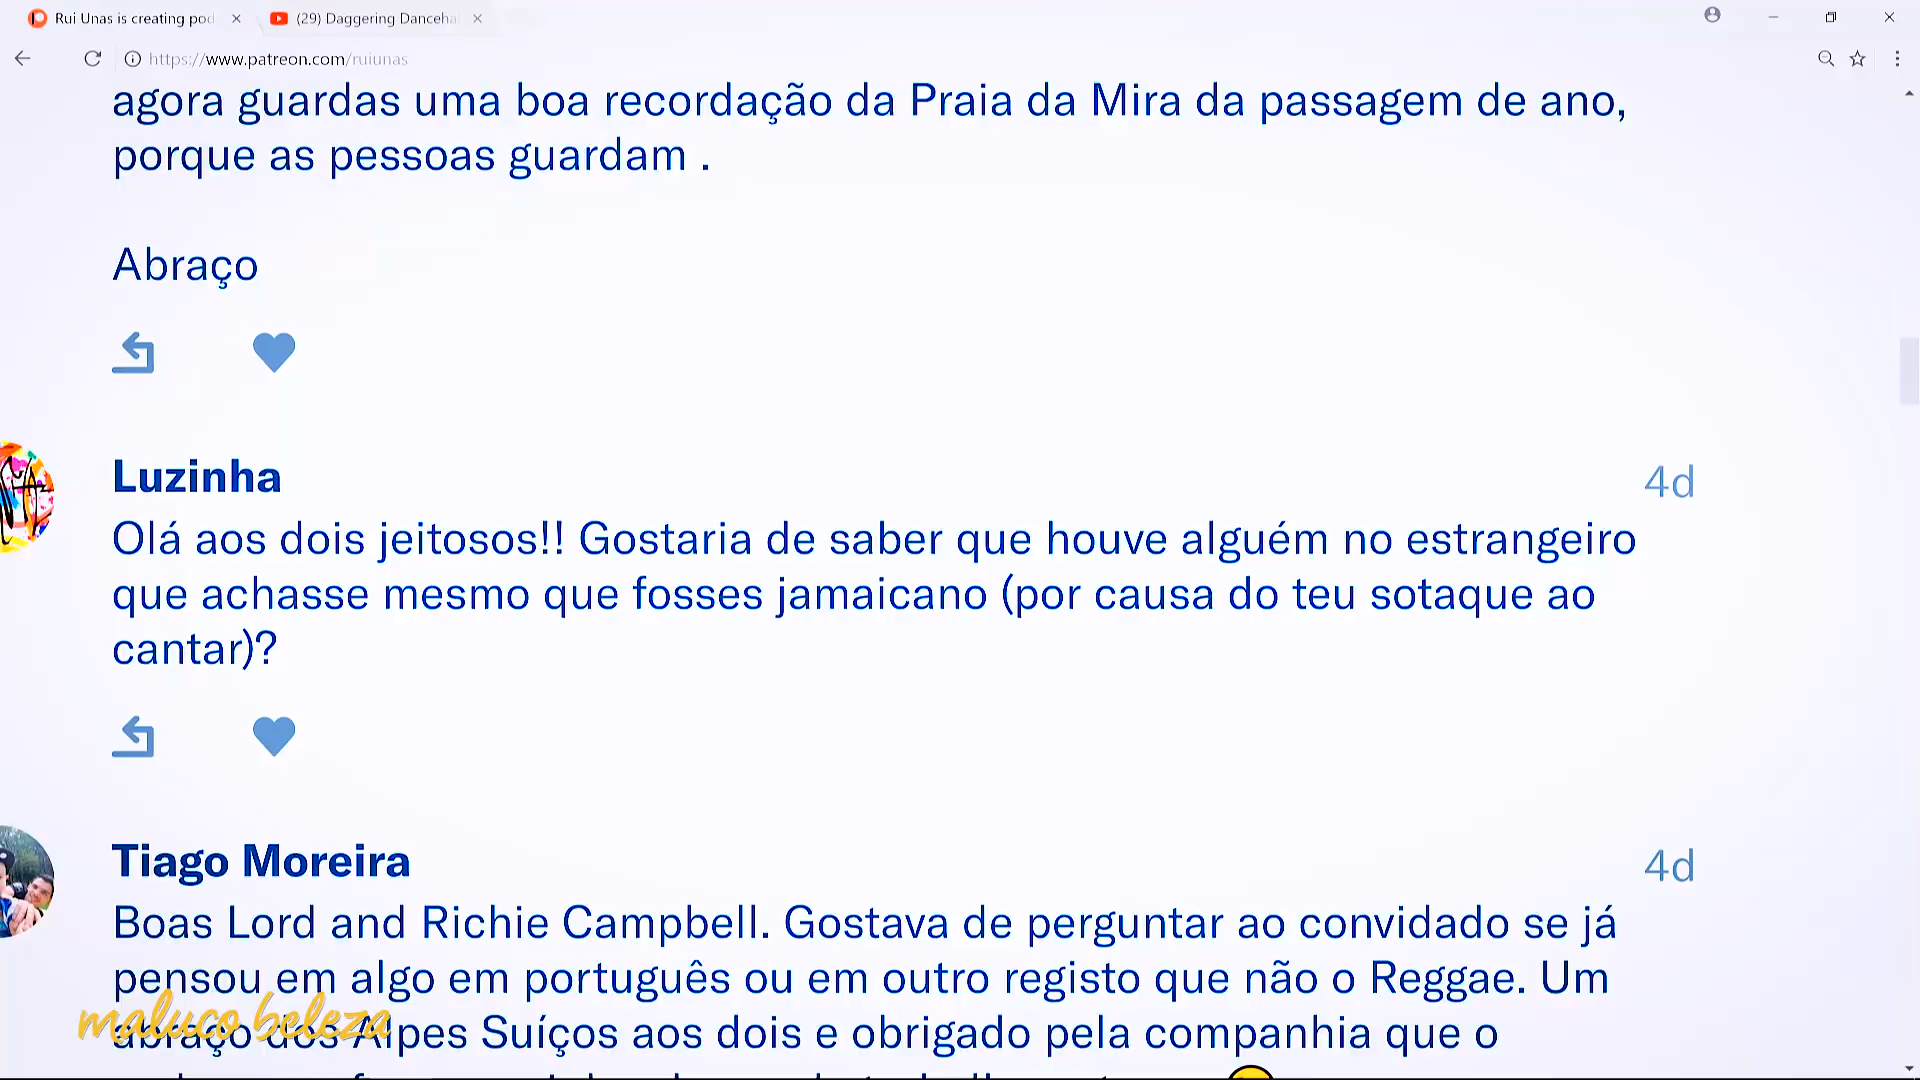 Rui Unas is creating pod
(29) Daggering Danceha
https://www.patreon.com/ruiunas
agora guardas uma boa recordação da Praia da Mira da passagem de ano,
porque as pessoas guardam .
Abraço
Luzinha
4d
Olá aos dois jeitosos!! Gostaria de saber que houve alguém no estrangeiro
que achasse mesmo que fosses jamaicano (por causa do teu sotaque ao
cantar)?
Tiago Moreira
4d
Boas Lord and Richie Campbell. Gostava de perguntar ao convidado se já
pensou em algo em português ou em outro registo que não o Reggae. Um
abraço dos Alpes Suíços aos dois e obrigado pela companhia que o
maluco beleza